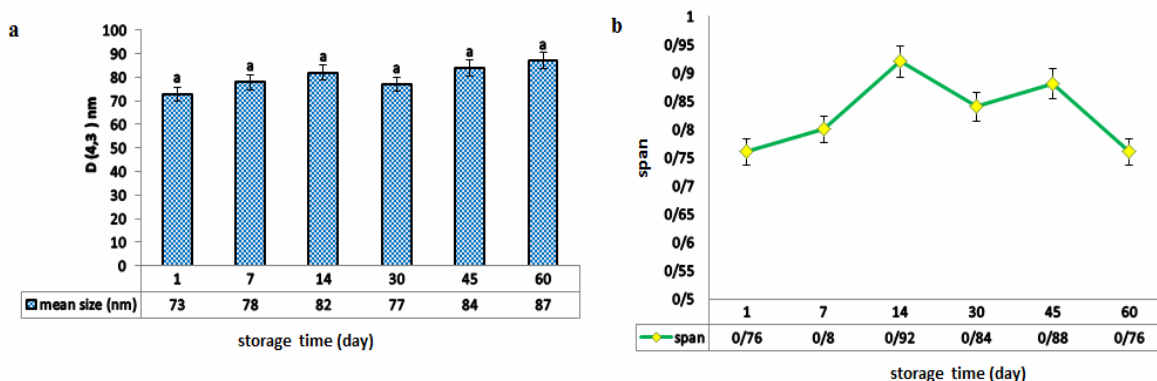 a
100
90
80
70
60
50
40
30
20
10
0
D (4,3 ) nm
a a a a a a
1 7 14 30 45 60
mean size (nm) 73 78 82 77 84 87
storage time (day)
b
1
0/95
0/9
0/85
0/8
0/75
0/7
0/65
0/6
0/55
0/5
span
1 7 14 30 45 60
span 0/76 0/8 0/92 0/84 0/88 0/76
storage time (day)